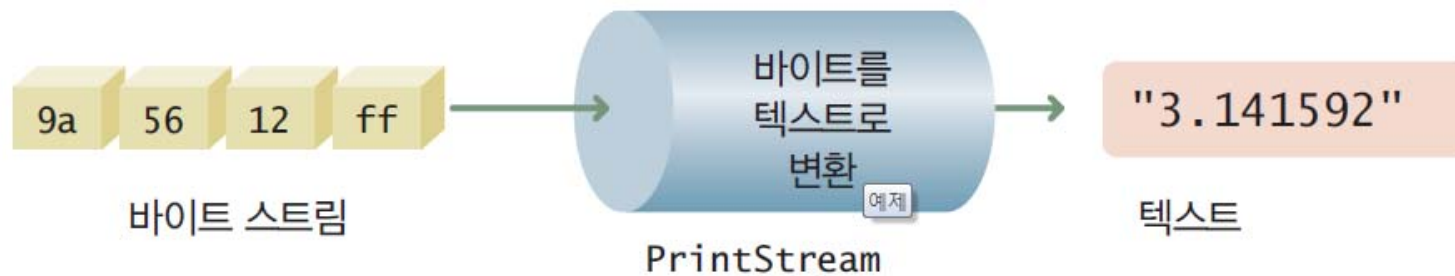 9a 56 12 ff
바이트 스트림
바이트를
텍스트로
변환
예제
PrintStream
"3.141592"
텍스트